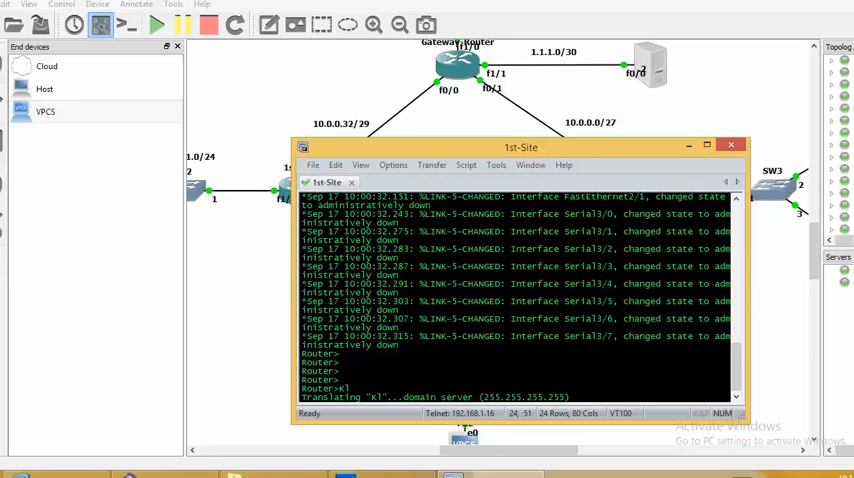 View Control Device Annotate Tools Help
End devices
Cloud
Host
VPCS
Gateway-Router
f1/0
1.1.1.0/30
f1/1
f0/0
f0/0
f0/1
10.0.0.32/29
10.0.0.0/27
1.0/24
2
1
f1/
SW3
2
1
3
Topolog
Servers
1st-Site
File Edit View Options Transfer Script Tools Window Help
1st-Site
*Sep 17 10:00:32.151: %LINK-5-CHANGED: Interface FastEthernet2/1, changed state
to administratively down
*Sep 17 10:00:32.243: %LINK-5-CHANGED: Interface Serial3/0, changed state to adm
inistratively down
*Sep 17 10:00:32.275: %LINK-5-CHANGED: Interface Serial3/1, changed state to adm
inistratively down
*Sep 17 10:00:32.283: %LINK-5-CHANGED: Interface Serial3/2, changed state to adm
inistratively down
*Sep 17 10:00:32.287: %LINK-5-CHANGED: Interface Serial3/3, changed state to adm
inistratively down
*Sep 17 10:00:32.291: %LINK-5-CHANGED: Interface Serial3/4, changed state to adm
inistratively down
*Sep 17 10:00:32.303: %LINK-5-CHANGED: Interface Serial3/5, changed state to adm
inistratively down
*Sep 17 10:00:32.307: %LINK-5-CHANGED: Interface Serial3/6, changed state to adm
inistratively down
*Sep 17 10:00:32.315: %LINK-5-CHANGED: Interface Serial3/7, changed state to adm
inistratively down
Router>
Router>
Router>
Router>
Router>Kl
Translating "Kl"...domain server (255.255.255.255)
Ready Telnet: 192.168.1.16 24, 51 24 Rows, 80 Cols VT100 CAP NUM
e0
VPCS
Activate Windows
Go to PC settings to activate Windows.